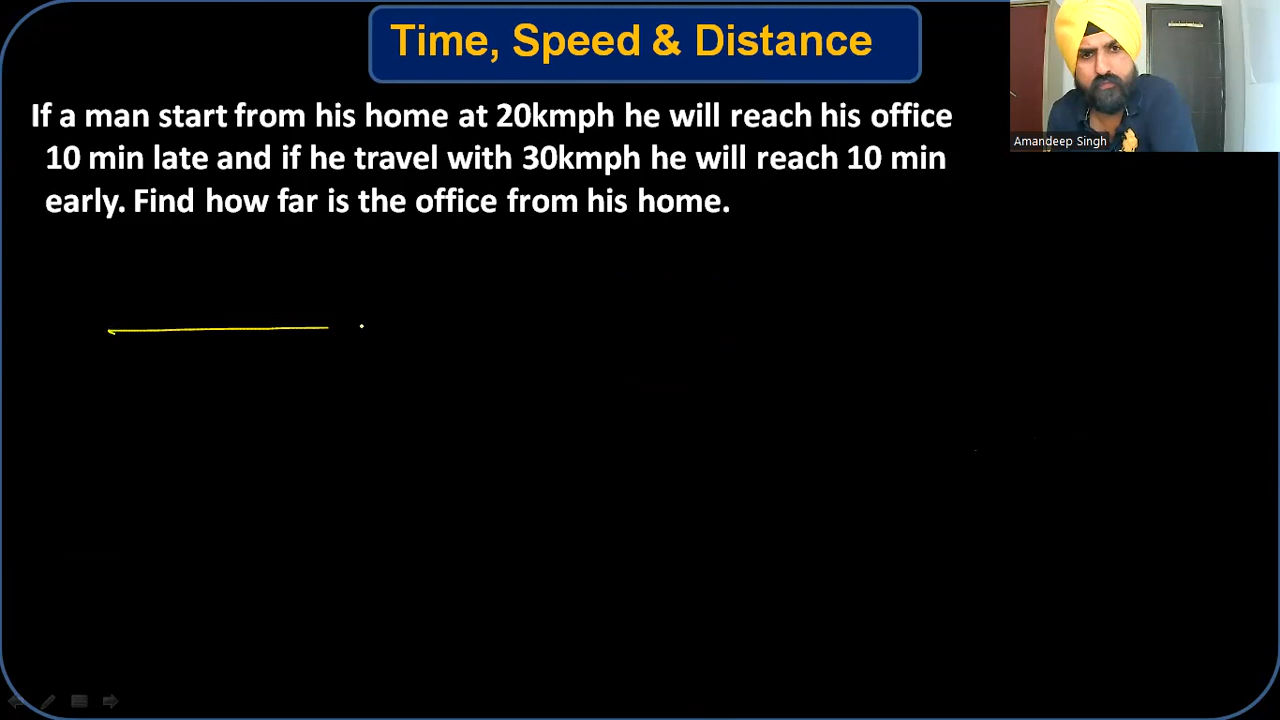 Time, Speed & Distance
If a man start from his home at 20kmph he will reach his office
10 min late and if he travel with 30kmph he will reach 10 min
early. Find how far is the office from his home.
Amandeep Singh